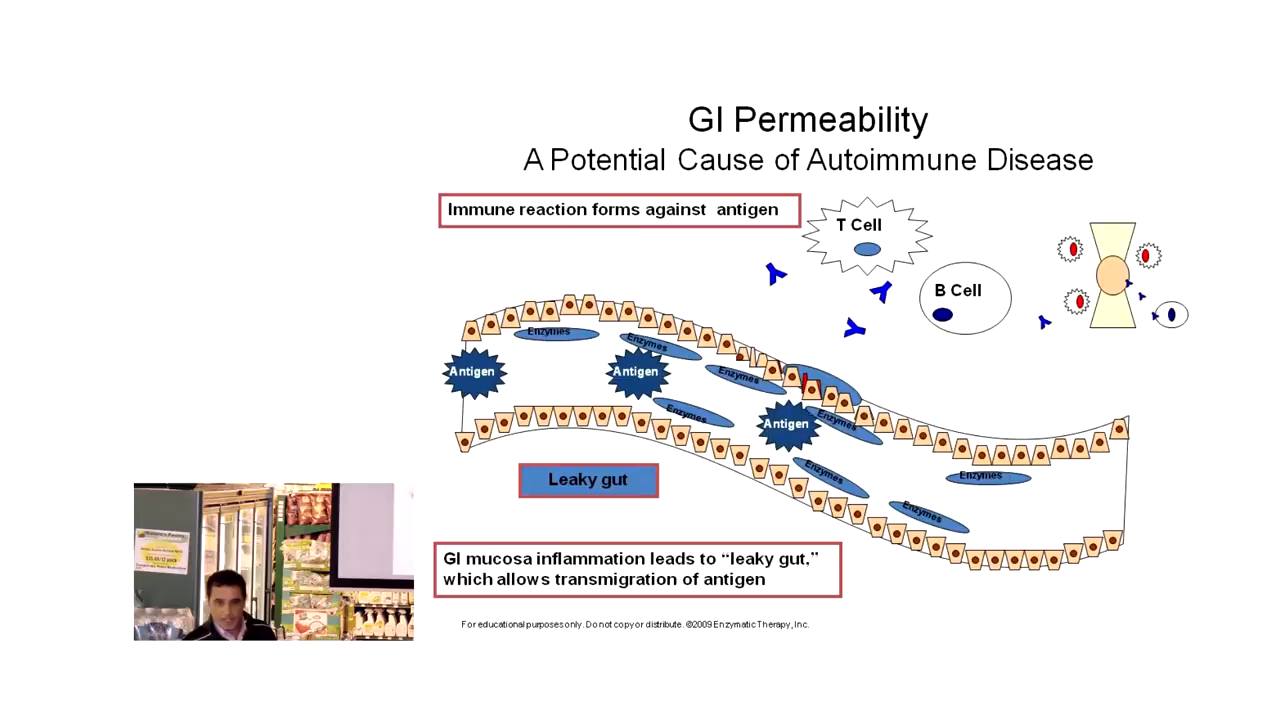 GI Permeability
A Potential Cause of Autoimmune Disease
Immune reaction forms against antigen
T Cell
B Cell
Enzymes
Enzymes
Antigen
Antigen
Enzymes
Enzymes
Antigen
Enzymes
Enzymes
Enzymes
Enzymes
Leaky gut
GI mucosa inflammation leads to “leaky gut,”
which allows transmigration of antigen
For educational purposes only. Do not copy or distribute. ©2009 Enzymatic Therapy, Inc.